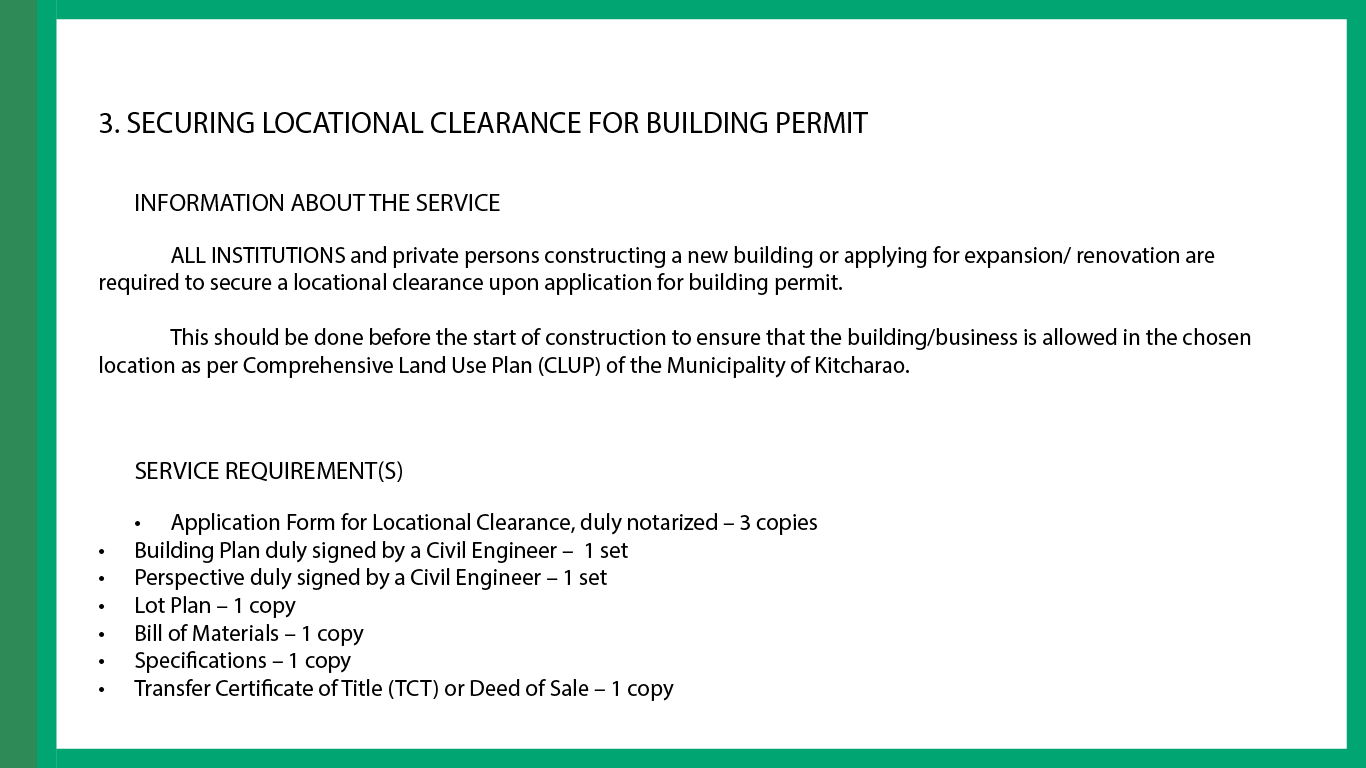 3. SECURING LOCATIONAL CLEARANCE FOR BUILDING PERMIT
INFORMATION ABOUT THE SERVICE
ALL INSTITUTIONS and private persons constructing a new building or applying for expansion/ renovation are
required to secure a locational clearance upon application for building permit.
This should be done before the start of construction to ensure that the building/business is allowed in the chosen
location as per Comprehensive Land Use Plan (CLUP) of the Municipality of Kitcharao.
SERVICE REQUIREMENT(S)
• Application Form for Locational Clearance, duly notarized – 3 copies
• Building Plan duly signed by a Civil Engineer – 1 set
• Perspective duly signed by a Civil Engineer – 1 set
• Lot Plan – 1 copy
• Bill of Materials – 1 copy
• Specifications – 1 copy
• Transfer Certificate of Title (TCT) or Deed of Sale – 1 copy